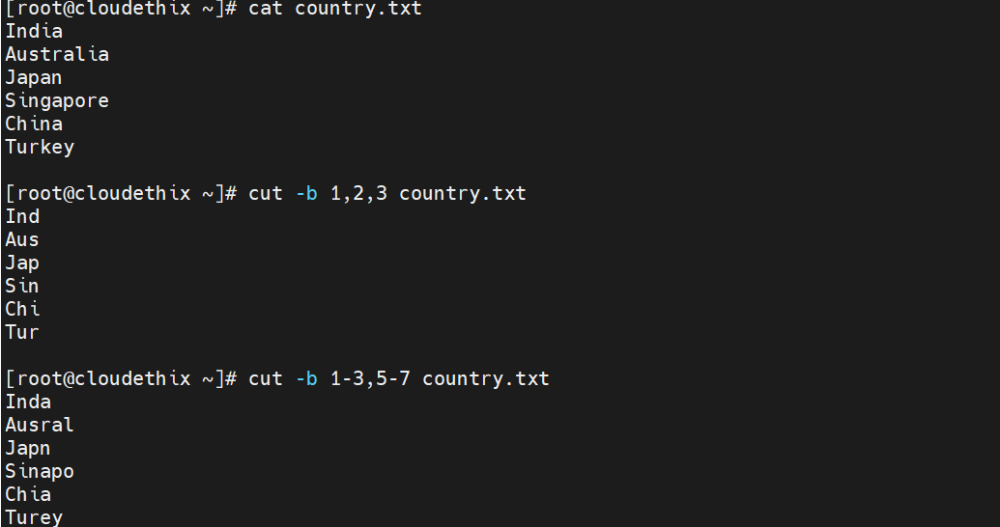 [root@cloudethix ~]# cat country.txt
India
Australia
Japan
Singapore
China
Turkey

[root@cloudethix ~]# cut -b 1,2,3 country.txt
Ind
Aus
Jap
Sin
Chi
Tur

[root@cloudethix ~]# cut -b 1-3,5-7 country.txt
Inda
Ausral
Japn
Sinapo
Chia
Turey